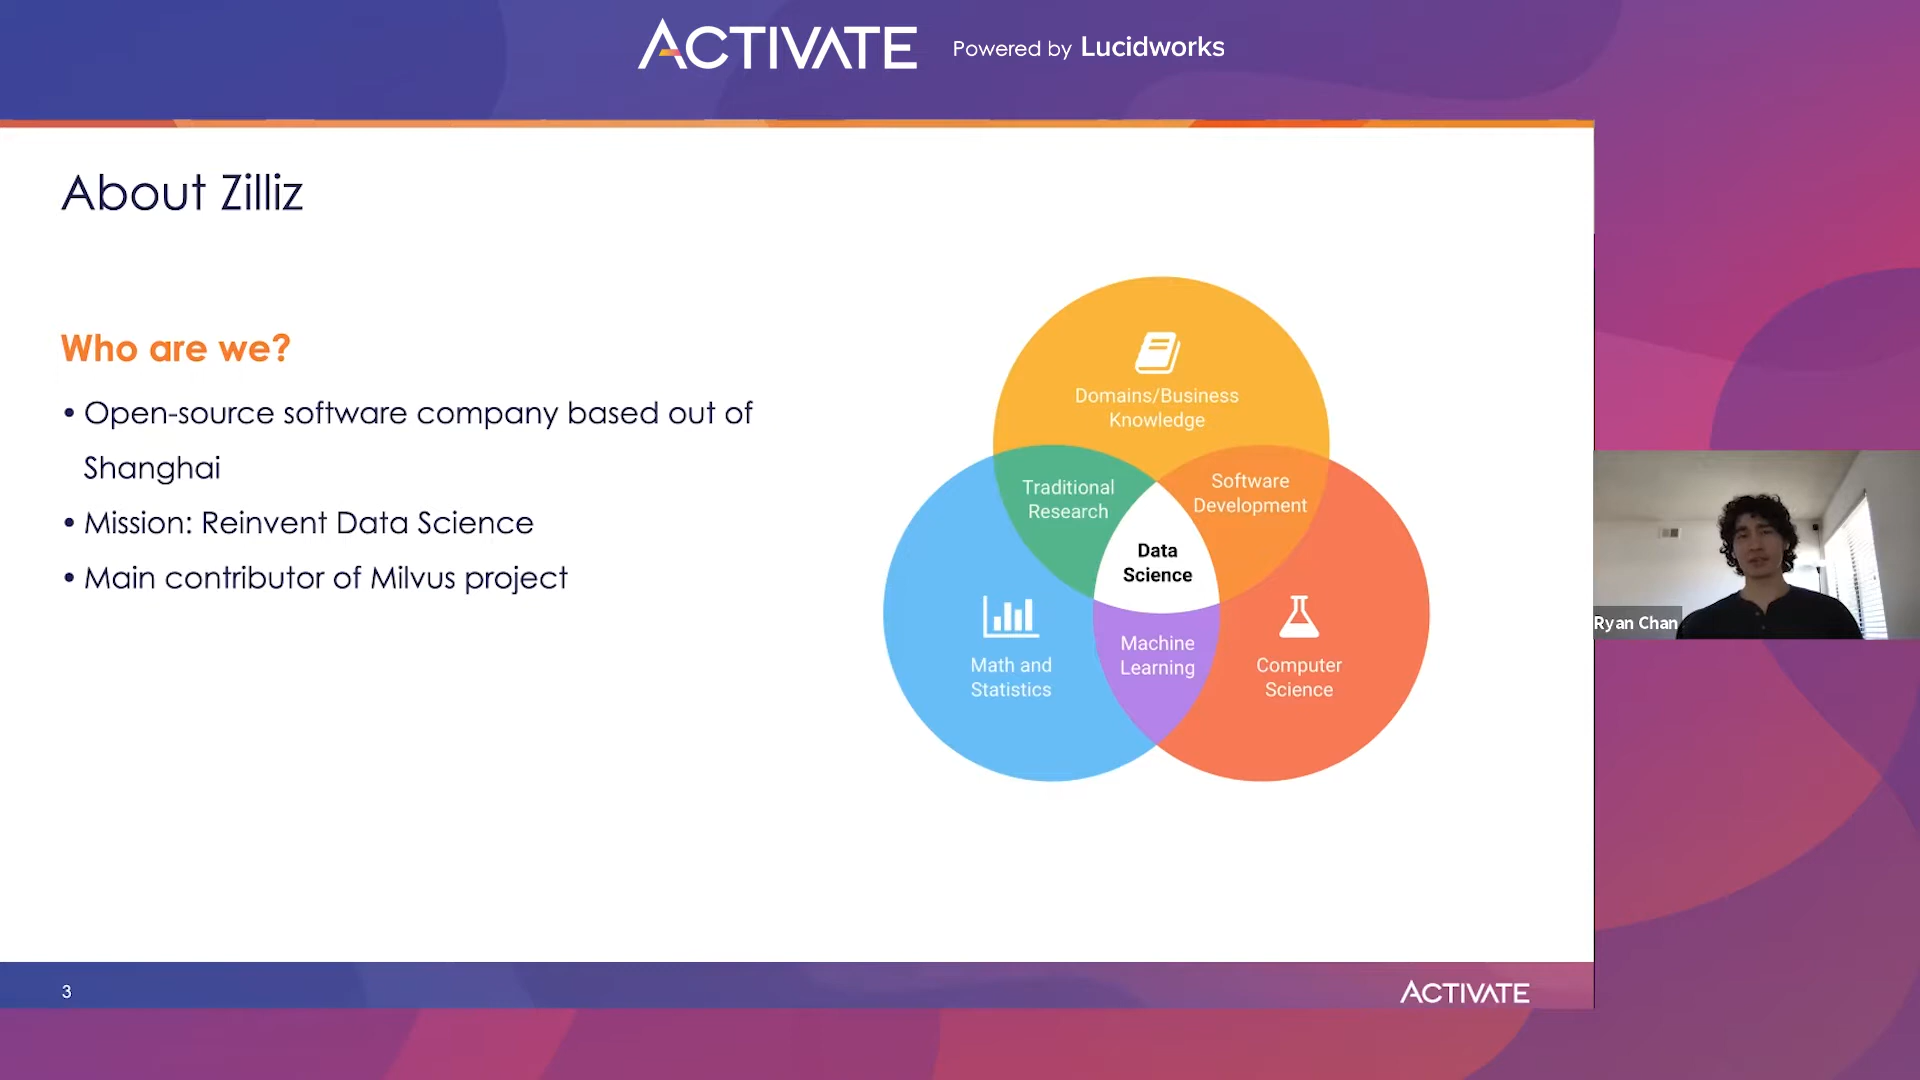 ACTIVATE Powered by Lucidworks
About Zilliz
Who are we?
• Open-source software company based out of
Shanghai
• Mission: Reinvent Data Science
• Main contributor of Milvus project
Domains/Business
Knowledge
Traditional
Research
Software
Development
Data
Science
Math and
Statistics
Machine
Learning
Computer
Science
Ryan Chan
3
ACTIVATE